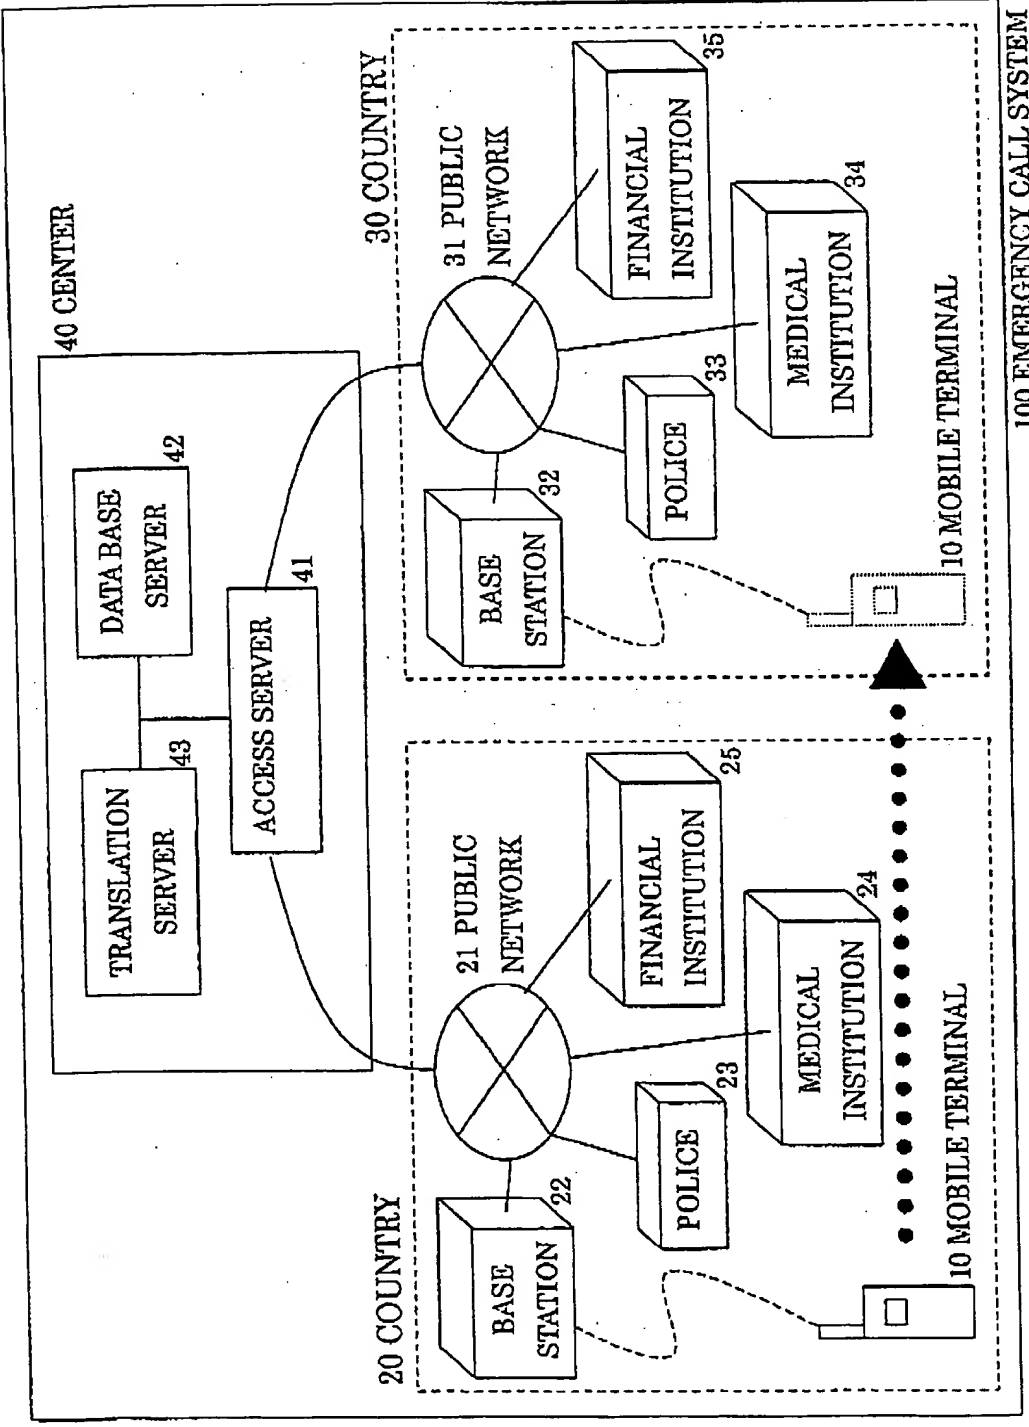 40 CENTER
TRANSLATION
SERVER
43
DATA BASE
SERVER
42
ACCESS SERVER
41
20 COUNTRY
21 PUBLIC
NETWORK
BASE
STATION
22
POLICE
23
MEDICAL
INSTITUTION
24
FINANCIAL
INSTITUTION
25
10 MOBILE TERMINAL
30 COUNTRY
31 PUBLIC
NETWORK
BASE
STATION
32
POLICE
33
MEDICAL
INSTITUTION
34
FINANCIAL
INSTITUTION
35
10 MOBILE TERMINAL
100 EMERGENCY CALL SYSTEM